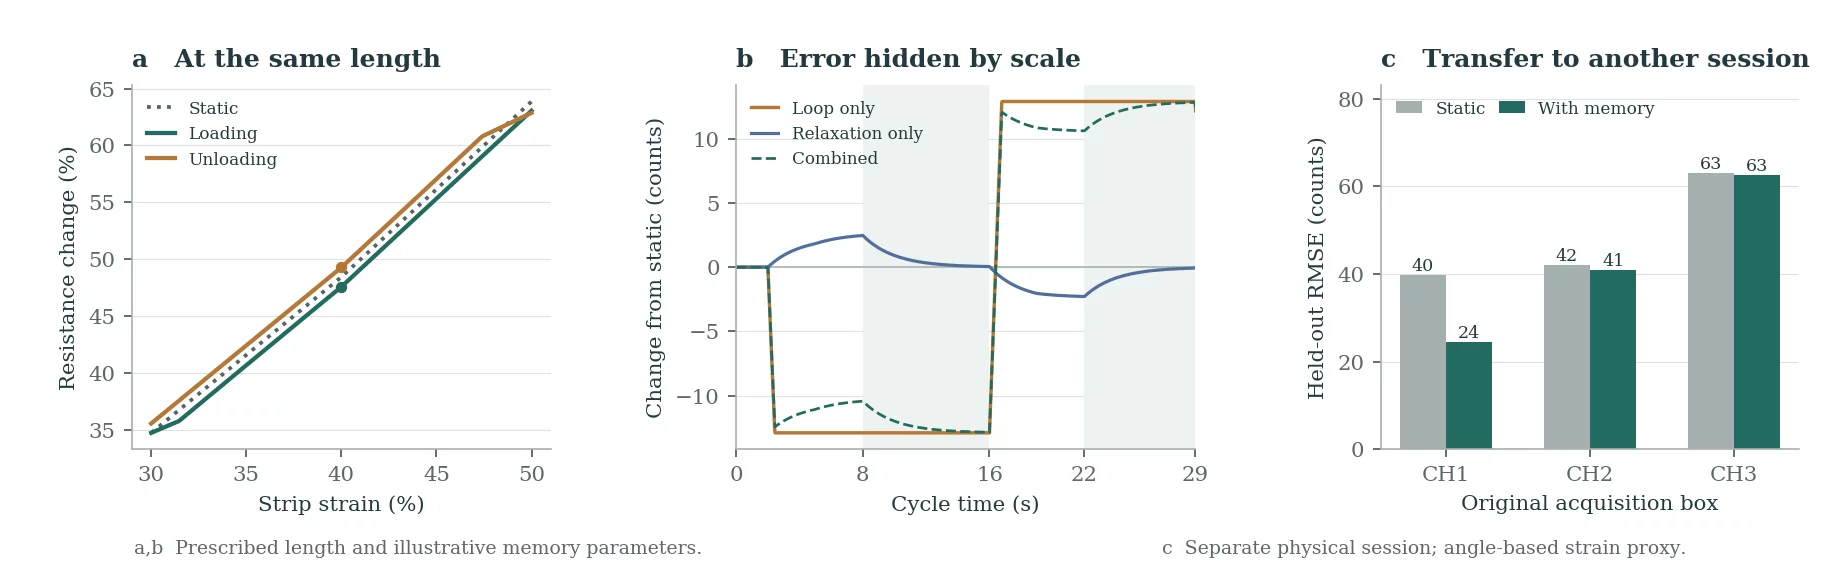 a At the same length
65
60
55
50
45
40
35
Resistance change (%)
Static
Loading
Unloading
30 35 40 45 50
Strip strain (%)
b Error hidden by scale
10
5
0
−5
−10
Change from static (counts)
Loop only
Relaxation only
Combined
0 8 16 22 29
Cycle time (s)
c Transfer to another session
80
60
40
20
0
Held-out RMSE (counts)
Static With memory
40 24 42 41 63 63
CH1 CH2 CH3
Original acquisition box
a,b Prescribed length and illustrative memory parameters.
c Separate physical session; angle-based strain proxy.